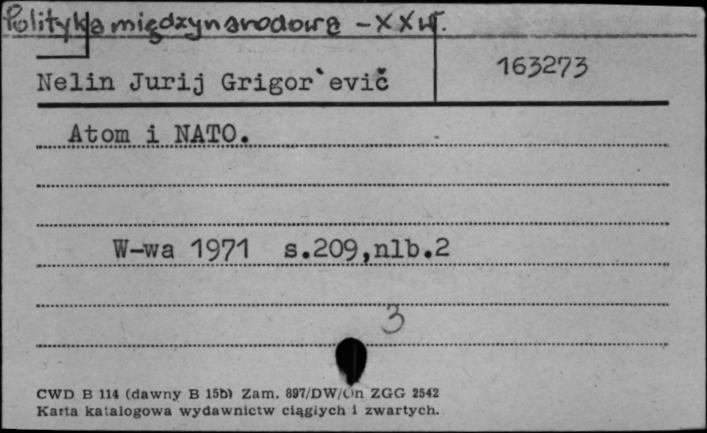 Polityka międzynarodowa - XX w.
163273
Nelin Jurij Grigor`evič
Atom i NATO.
W-wa 1971 s.209,nlb.2
3
CWD B 114 (dawny B 15b) Zam. 897/DW/On ZGG 2542
Karta katalogowa wydawnictw ciągłych i zwartych.